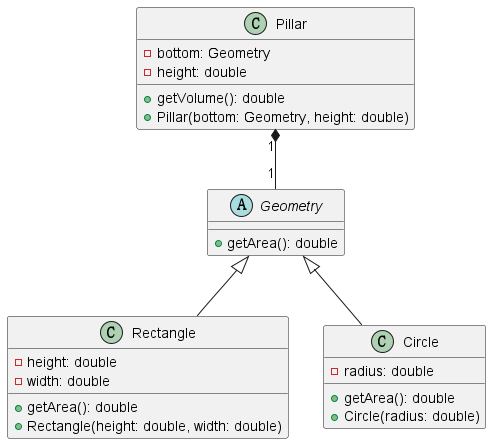 C Pillar
bottom: Geometry
height: double
getVolume(): double
Pillar(bottom: Geometry, height: double)
1
1
A Geometry
getArea(): double
C Rectangle
height: double
width: double
getArea(): double
Rectangle(height: double, width: double)
C Circle
radius: double
getArea(): double
Circle(radius: double)